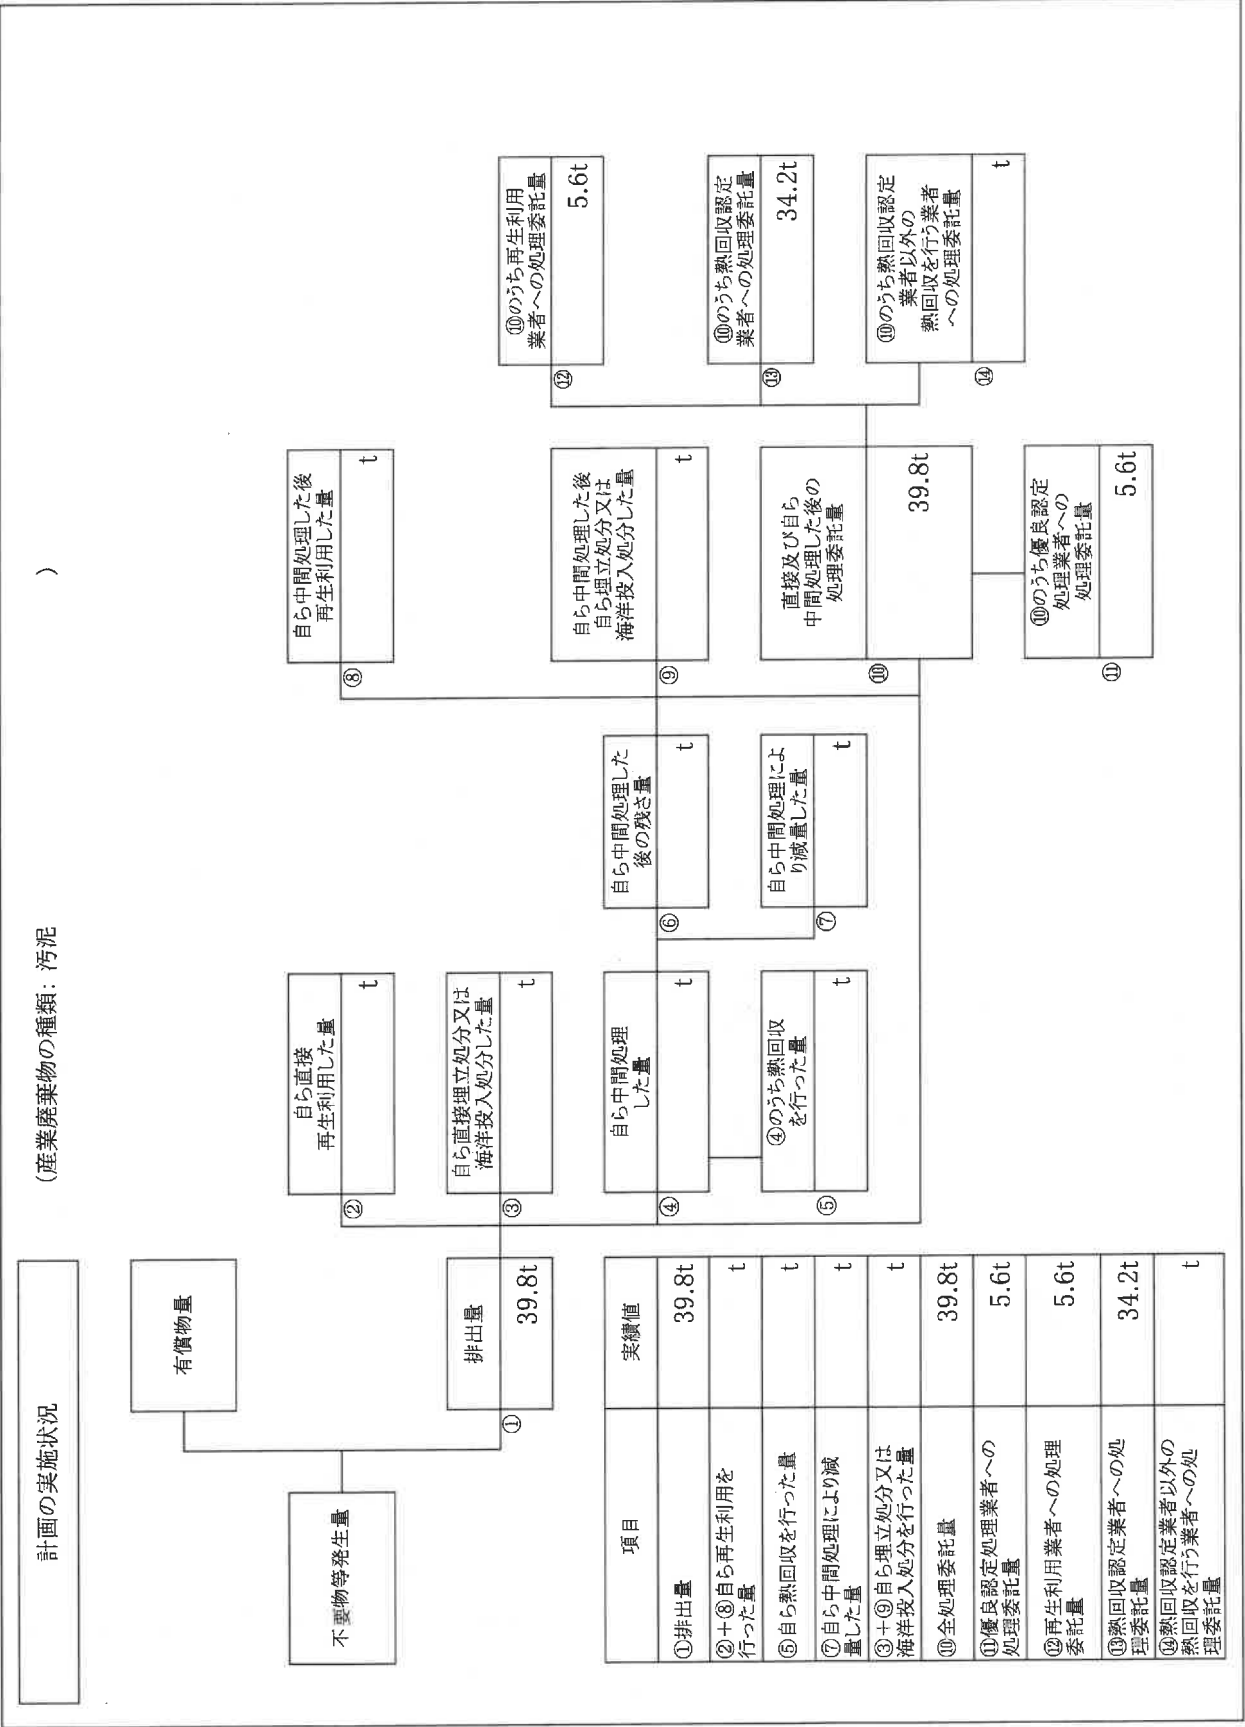 計画の実施状況
(産業廃棄物の種類: 汚泥
)
不要物等発生量
有償物量
排出量
①
39.8t
自ら直接
再生利用した量
②
t
自ら直接埋立処分又は
海洋投入処分した量
③
t
自ら中間処理
した量
④
t
④のうち熱回収
を行った量
⑤
t
自ら中間処理した
後の残さ量
⑥
t
自ら中間処理によ
り減量した量
⑦
t
自ら中間処理した後
再生利用した量
⑧
t
自ら中間処理した後
自ら埋立処分又は
海洋投入処分した量
⑨
t
直接及び自ら
中間処理した後の
処理委託量
⑩
39.8t
⑩のうち優良認定
処理業者への
処理委託量
⑪
5.6t
⑩のうち再生利用
業者への処理委託量
⑫
5.6t
⑩のうち熱回収認定
業者への処理委託量
⑬
34.2t
⑩のうち熱回収認定
業者以外の
熱回収を行う業者
への処理委託量
⑭
t
項目
実績値
①排出量
39.8t
②+⑧自ら再生利用を
行った量
t
⑤自ら熱回収を行った量
t
⑦自ら中間処理により減
量した量
t
③+⑨自ら埋立処分又は
海洋投入処分を行った量
t
⑩全処理委託量
39.8t
⑪優良認定処理業者への
処理委託量
5.6t
⑫再生利用業者への処理
委託量
5.6t
⑬熱回収認定業者への処
理委託量
34.2t
⑭熱回収認定業者以外の
熱回収を行う業者への処
理委託量
t